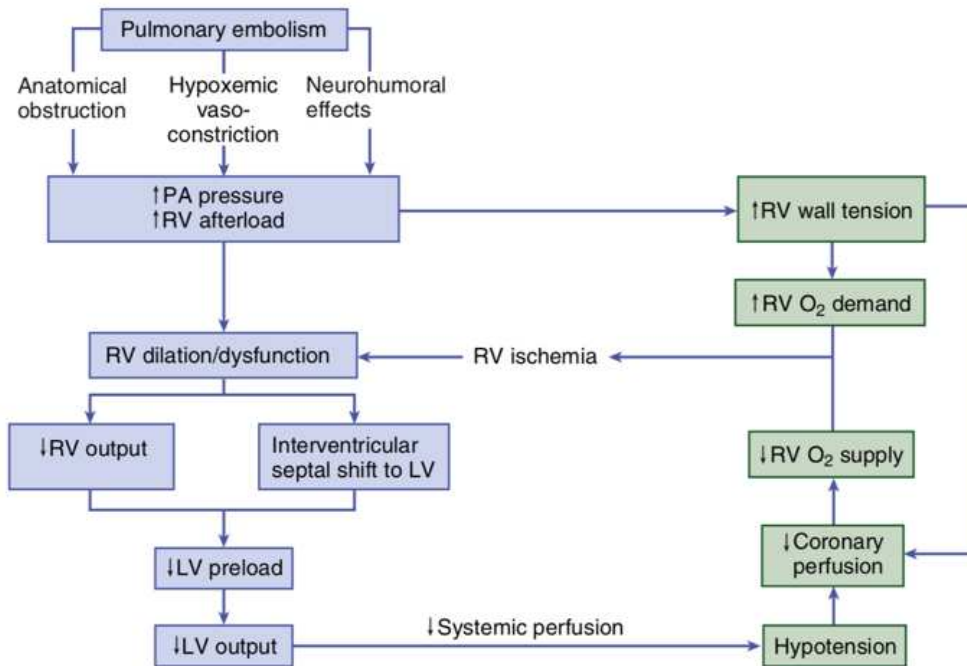 Pulmonary embolism
Anatomical
obstruction
Hypoxemic
vaso-
constriction
Neurohumoral
effects
↑PA pressure
↑RV afterload
↑RV wall tension
↑RV O₂ demand
RV dilation/dysfunction
RV ischemia
↓RV output
Interventricular
septal shift to LV
↓RV O₂ supply
↓LV preload
↓Coronary
perfusion
↓LV output
↓Systemic perfusion
Hypotension